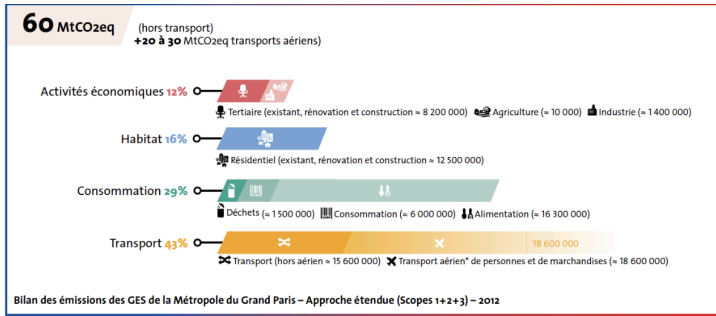 60 MtCO2eq (hors transport)
+20 à 30 MtCO2eq transports aériens)
Activités économiques 12%
Tertiaire (existant, rénovation et construction ≈ 8 200 000) Agriculture (≈ 10 000) Industrie (≈ 1 400 000)
Habitat 16%
Résidentiel (existant, rénovation et construction ≈ 12 500 000)
Consommation 29%
Déchets (≈ 1 500 000) Consommation (≈ 6 000 000) Alimentation (≈ 16 300 000)
Transport 43%
18 600 000
Transport (hors aérien ≈ 15 600 000) Transport aérien* de personnes et de marchandises (≈ 18 600 000)
Bilan des émissions des GES de la Métropole du Grand Paris – Approche étendue (Scopes 1+2+3) – 2012